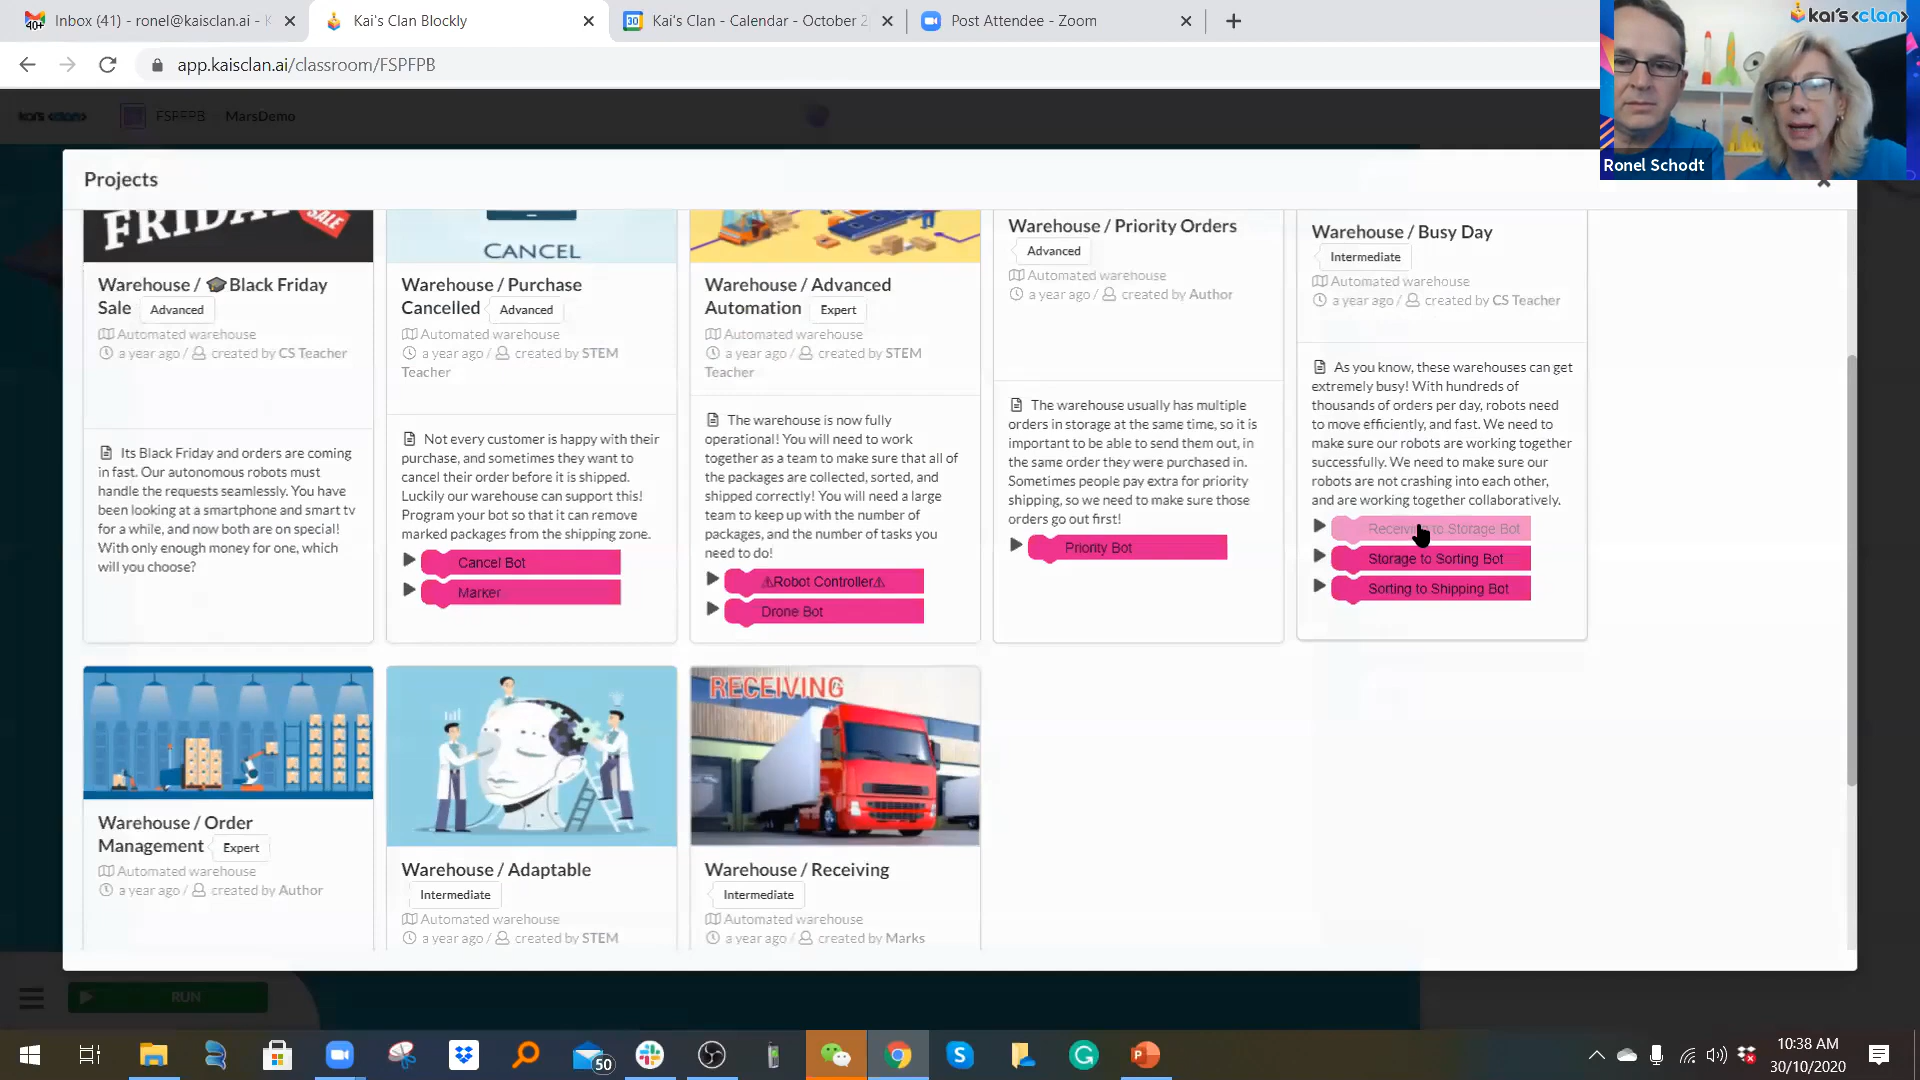 Inbox (41) - ronel@kaisclan.ai - K
Kai's Clan Blockly
Kai's Clan - Calendar - October 2
Post Attendee - Zoom
app.kaisclan.ai/classroom/FSPFPB
kai's <clan>
Ronel Schodt
kai's <clan>
FSPFPB
MarsDemo
Projects
FRIDAY
SALE
Warehouse / Black Friday
Sale
Advanced
Automated warehouse
a year ago / created by CS Teacher
Its Black Friday and orders are coming
in fast. Our autonomous robots must
handle the requests seamlessly. You have
been looking at a smartphone and smart tv
for a while, and now both are on special!
With only enough money for one, which
will you choose?
CANCEL
Warehouse / Purchase
Cancelled
Advanced
Automated warehouse
a year ago / created by STEM
Teacher
Not every customer is happy with their
purchase, and sometimes they want to
cancel their order before it is shipped.
Luckily our warehouse can support this!
Program your bot so that it can remove
marked packages from the shipping zone.
Cancel Bot
Marker
Warehouse / Advanced
Automation
Expert
Automated warehouse
a year ago / created by STEM
Teacher
The warehouse is now fully
operational! You will need to work
together as a team to make sure that all of
the packages are collected, sorted, and
shipped correctly! You will need a large
team to keep up with the number of
packages, and the number of tasks you
need to do!
⚠Robot Controller⚠
Drone Bot
Warehouse / Priority Orders
Advanced
Automated warehouse
a year ago / created by Author
The warehouse usually has multiple
orders in storage at the same time, so it is
important to be able to send them out, in
the same order they were purchased in.
Sometimes people pay extra for priority
shipping, so we need to make sure those
orders go out first!
Priority Bot
Warehouse / Busy Day
Intermediate
Automated warehouse
a year ago / created by CS Teacher
As you know, these warehouses can get
extremely busy! With hundreds of
thousands of orders per day, robots need
to move efficiently, and fast. We need to
make sure our robots are working together
successfully. We need to make sure our
robots are not crashing into each other,
and are working together collaboratively.
Receiving to Storage Bot
Storage to Sorting Bot
Sorting to Shipping Bot
Warehouse / Order
Management
Expert
Automated warehouse
a year ago / created by Author
Warehouse / Adaptable
Intermediate
Automated warehouse
a year ago / created by STEM
RECEIVING
Warehouse / Receiving
Intermediate
Automated warehouse
a year ago / created by Marks
RUN
50
10:38 AM
30/10/2020